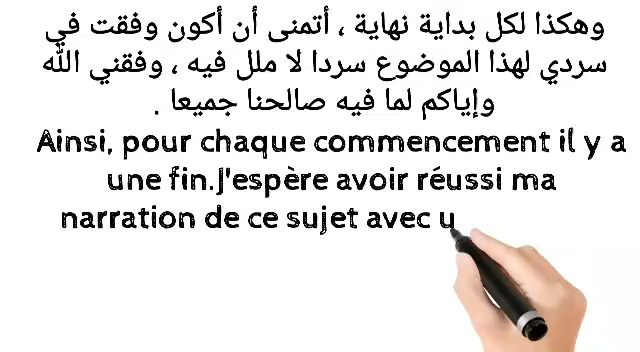 وهكذا لكل بداية نهاية ، أتمنى أن أكون وفقت في
سردي لهذا الموضوع سردا لا ملل فيه ، وفقني الله
وإياكم لما فيه صالحنا جميعا .
Ainsi, pour chaque commencement il y a
une fin.J'espère avoir réussi ma
narration de ce sujet avec u